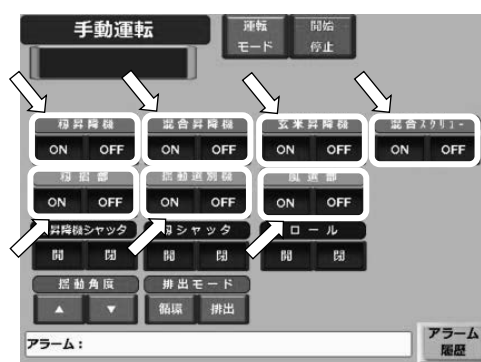 手動運転
運転
モード
開始
停止
籾昇降機
混合昇降機
玄米昇降機
混合スクリュー
ON OFF
ON OFF
ON OFF
ON OFF
籾摺部
揺動選別機
風選部
ON OFF
ON OFF
ON OFF
昇降機シャッタ
シャッタ
ロール
開 閉
開 閉
開 閉
揺動角度
排出モード
▲ ▼
循環 排出
アラーム：
アラーム
履歴